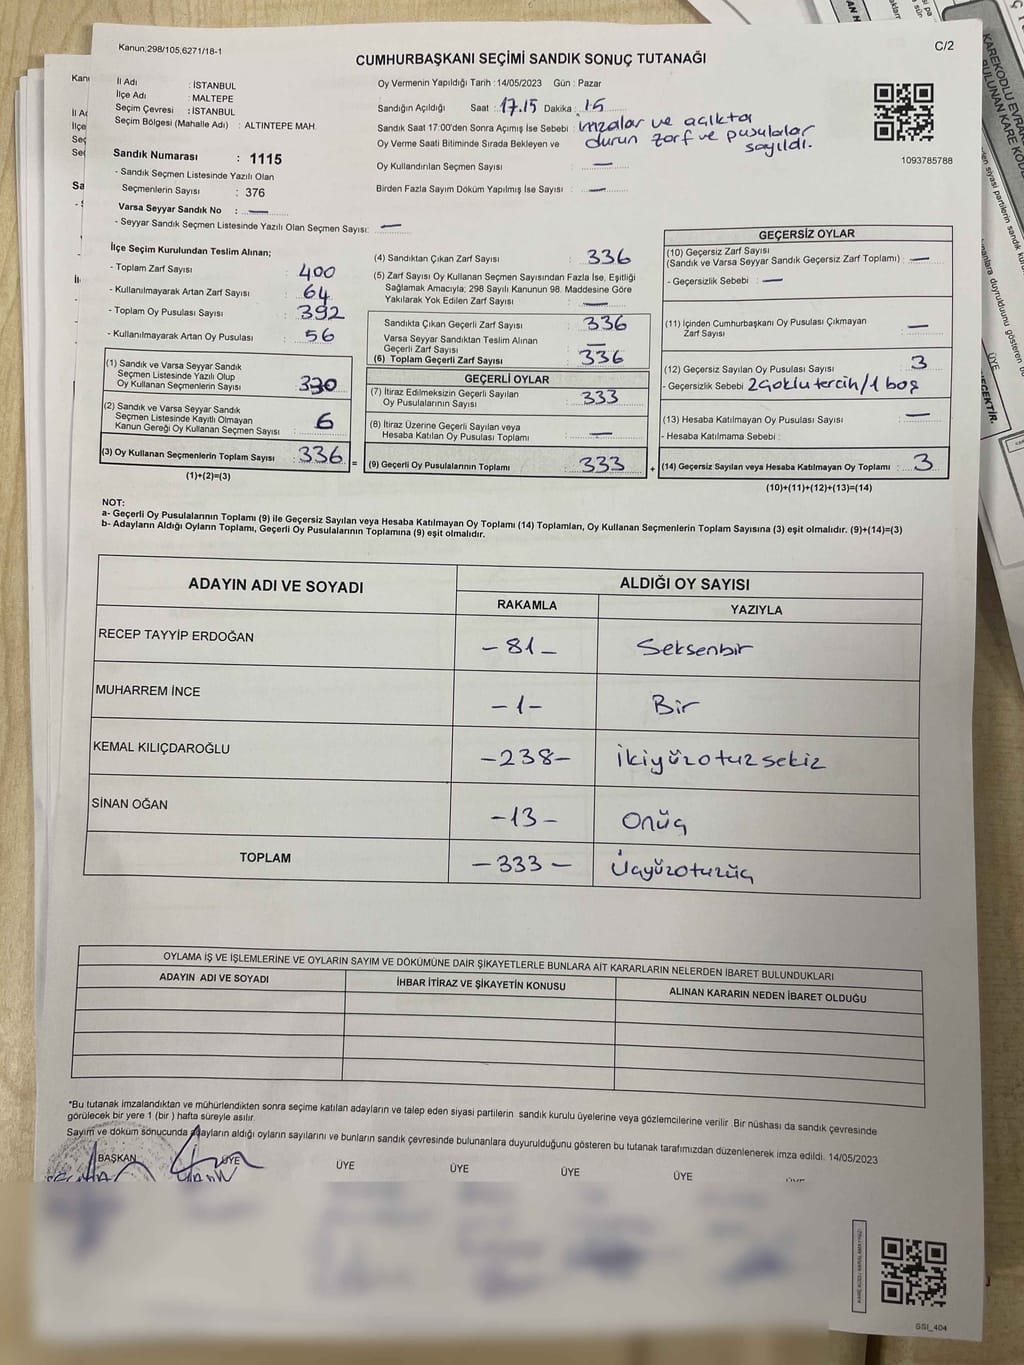 Kanun;298/105,6271/18-1
C/2
CUMHURBAŞKANI SEÇİMİ SANDIK SONUÇ TUTANAĞI
İl Adı : İSTANBUL
İlçe Adı : MALTEPE
Seçim Çevresi : İSTANBUL
Seçim Bölgesi (Mahalle Adı) : ALTINTEPE MAH.
Sandık Numarası : 1115
- Sandık Seçmen Listesinde Yazılı Olan
Seçmenlerin Sayısı : 376
Varsa Seyyar Sandık No : —
- Seyyar Sandık Seçmen Listesinde Yazılı Olan Seçmen Sayısı: —
Oy Vermenin Yapıldığı Tarih : 14/05/2023 Gün : Pazar
Sandığın Açıldığı Saat : 17.15 Dakika : 15
Sandık Saat 17:00'den Sonra Açımış İse Sebebi : imzalar ve açıkta
Oy Verme Saati Bitiminde Sırada Bekleyen ve durun zarf ve pusulalar
sayıldı.
Oy Kullandırılan Seçmen Sayısı : —
Birden Fazla Sayım Döküm Yapılmış İse Sayısı : —
1093785788
İlçe Seçim Kurulundan Teslim Alınan;
- Toplam Zarf Sayısı : 400
- Kullanılmayarak Artan Zarf Sayısı : 64
- Toplam Oy Pusulası Sayısı : 392
- Kullanılmayarak Artan Oy Pusulası : 56
(1) Sandık ve Varsa Seyyar Sandık
Seçmen Listesinde Yazılı Olup
Oy Kullanan Seçmenlerin Sayısı : 330
(2) Sandık ve Varsa Seyyar Sandık
Seçmen Listesinde Kayıtlı Olmayan
Kanun Gereği Oy Kullanan Seçmen Sayısı : 6
(3) Oy Kullanan Seçmenlerin Toplam Sayısı : 336
(1)+(2)=(3)
=
(4) Sandıktan Çıkan Zarf Sayısı : 336
(5) Zarf Sayısı Oy Kullanan Seçmen Sayısından Fazla İse, Eşitliği
Sağlamak Amacıyla; 298 Sayılı Kanunun 98. Maddesine Göre
Yakılarak Yok Edilen Zarf Sayısı : —
Sandıkta Çıkan Geçerli Zarf Sayısı : 336
Varsa Seyyar Sandıktan Teslim Alınan
Geçerli Zarf Sayısı : —
(6) Toplam Geçerli Zarf Sayısı : 336
GEÇERLİ OYLAR
(7) İtiraz Edilmeksizin Geçerli Sayılan
Oy Pusulalarının Sayısı : 333
(8) İtiraz Üzerine Geçerli Sayılan veya
Hesaba Katılan Oy Pusulası Toplamı : —
(9) Geçerli Oy Pusulalarının Toplamı : 333
+
GEÇERSİZ OYLAR
(10) Geçersiz Zarf Sayısı
(Sandık ve Varsa Seyyar Sandık Geçersiz Zarf Toplamı) : —
- Geçersizlik Sebebi : —
(11) İçinden Cumhurbaşkanı Oy Pusulası Çıkmayan
Zarf Sayısı : —
(12) Geçersiz Sayılan Oy Pusulası Sayısı : 3
- Geçersizlik Sebebi 2 çoklu tercih / 1 boş
(13) Hesaba Katılmayan Oy Pusulası Sayısı : —
- Hesaba Katılmama Sebebi :
(14) Geçersiz Sayılan veya Hesaba Katılmayan Oy Toplamı : 3
(10)+(11)+(12)+(13)=(14)
NOT:
a- Geçerli Oy Pusulalarının Toplamı (9) ile Geçersiz Sayılan veya Hesaba Katılmayan Oy Toplamı (14) Toplamları, Oy Kullanan Seçmenlerin Toplam Sayısına (3) eşit olmalıdır. (9)+(14)=(3)
b- Adayların Aldığı Oyların Toplamı, Geçerli Oy Pusulalarının Toplamına (9) eşit olmalıdır.
ADAYIN ADI VE SOYADI ALDIĞI OY SAYISI
RAKAMLA YAZIYLA
RECEP TAYYİP ERDOĞAN - 81 - Seksenbir
MUHARREM İNCE - 1 - Bir
KEMAL KILIÇDAROĞLU - 238 - ikiyüzotuzsekiz
SİNAN OĞAN - 13 - Onüç
TOPLAM - 333 - Üçyüzotuzüç
OYLAMA İŞ VE İŞLEMLERİNE VE OYLARIN SAYIM VE DÖKÜMÜNE DAİR ŞİKAYETLERLE BUNLARA AİT KARARLARIN NELERDEN İBARET BULUNDUKLARI
ADAYIN ADI VE SOYADI İHBAR İTİRAZ VE ŞİKAYETİN KONUSU ALINAN KARARIN NEDEN İBARET OLDUĞU
*Bu tutanak imzalandıktan ve mühürlendikten sonra seçime katılan adayların ve talep eden siyasi partilerin sandık kurulu üyelerine veya gözlemcilerine verilir .Bir nüshası da sandık çevresinde
görülecek bir yere 1 (bir ) hafta süreyle asılır.
Sayım ve döküm sonucunda adayların aldığı oyların sayılarını ve bunların sandık çevresinde bulunanlara duyurulduğunu gösteren bu tutanak tarafımızdan düzenlenerek imza edildi. 14/05/2023
BAŞKAN ÜYE ÜYE ÜYE ÜYE ÜYE
SSI_404